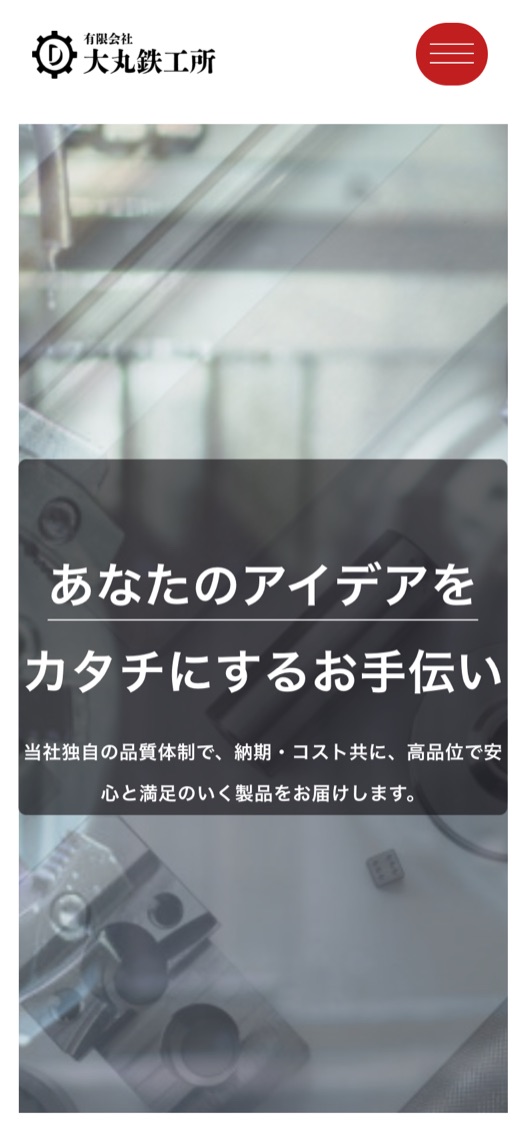 有限会社
大丸鉄工所
あなたのアイデアを
カタチにするお手伝い
当社独自の品質体制で、納期・コスト共に、高品位で安
心と満足のいく製品をお届けします。